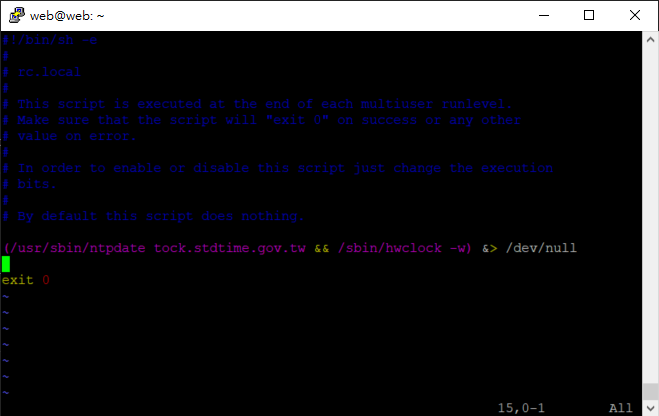 web@web: ~
#!/bin/sh -e
#
# rc.local
#
# This script is executed at the end of each multiuser runlevel.
# Make sure that the script will "exit 0" on success or any other
# value on error.
#
# In order to enable or disable this script just change the execution
# bits.
#
# By default this script does nothing.
(/usr/sbin/ntpdate tock.stdtime.gov.tw && /sbin/hwclock -w) &> /dev/null
exit 0
~
~
~
~
~
~
~
15,0-1 All